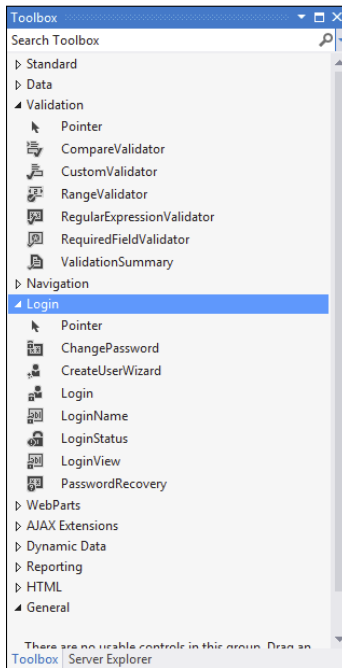 Toolbox
Search Toolbox
Standard
Data
Validation
Pointer
CompareValidator
CustomValidator
RangeValidator
RegularExpressionValidator
RequiredFieldValidator
ValidationSummary
Navigation
Login
Pointer
ChangePassword
CreateUserWizard
Login
LoginName
LoginStatus
LoginView
PasswordRecovery
WebParts
AJAX Extensions
Dynamic Data
Reporting
HTML
General
There are no usable controls in this group. Drag an
Toolbox Server Explorer